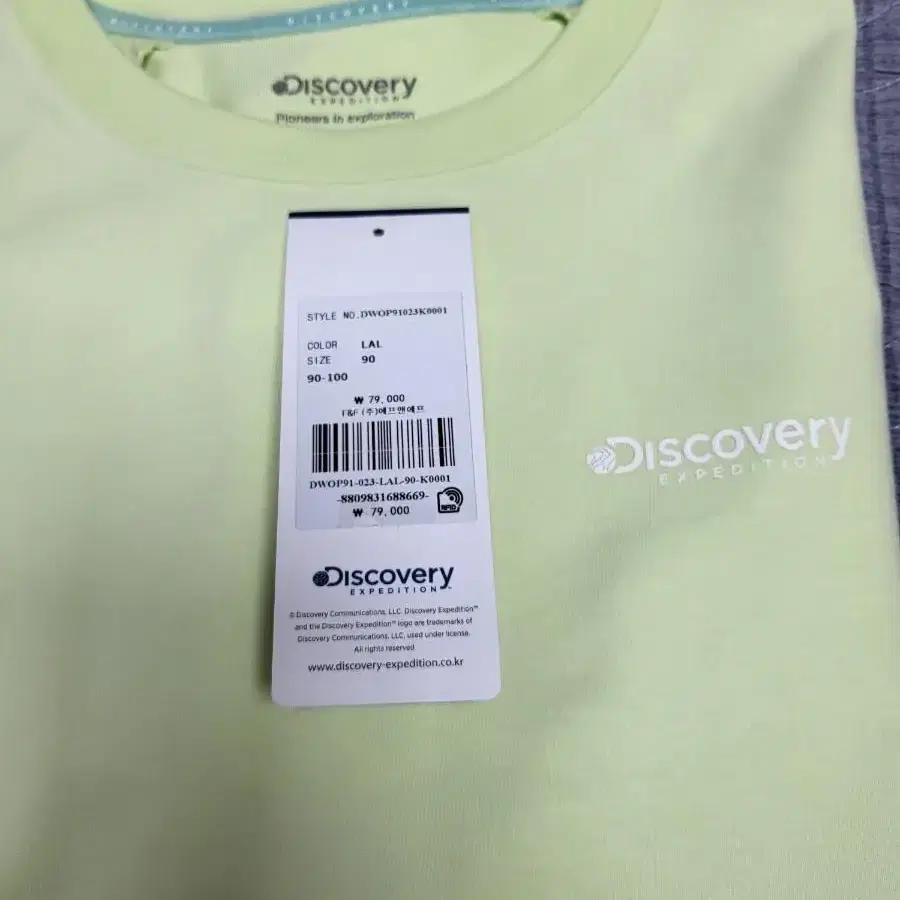 DISCOVERY
Discovery
EXPEDITION
Pioneers in exploration
STYLE NO. DWOP91023K0001
COLOR LAL
SIZE 90
90-100
₩ 79,000
F&F (주)에프앤에프
DWOP91-023-LAL-90-K0001
-8809831688669-
₩ 79,000
RFID
Discovery
EXPEDITION™
© Discovery Communications, LLC. Discovery Expedition™
and the Discovery Expedition™ logo are trademarks of
Discovery Communications, LLC, used under license.
All rights reserved
www.discovery-expedition.co.kr
Discovery
EXPEDITION